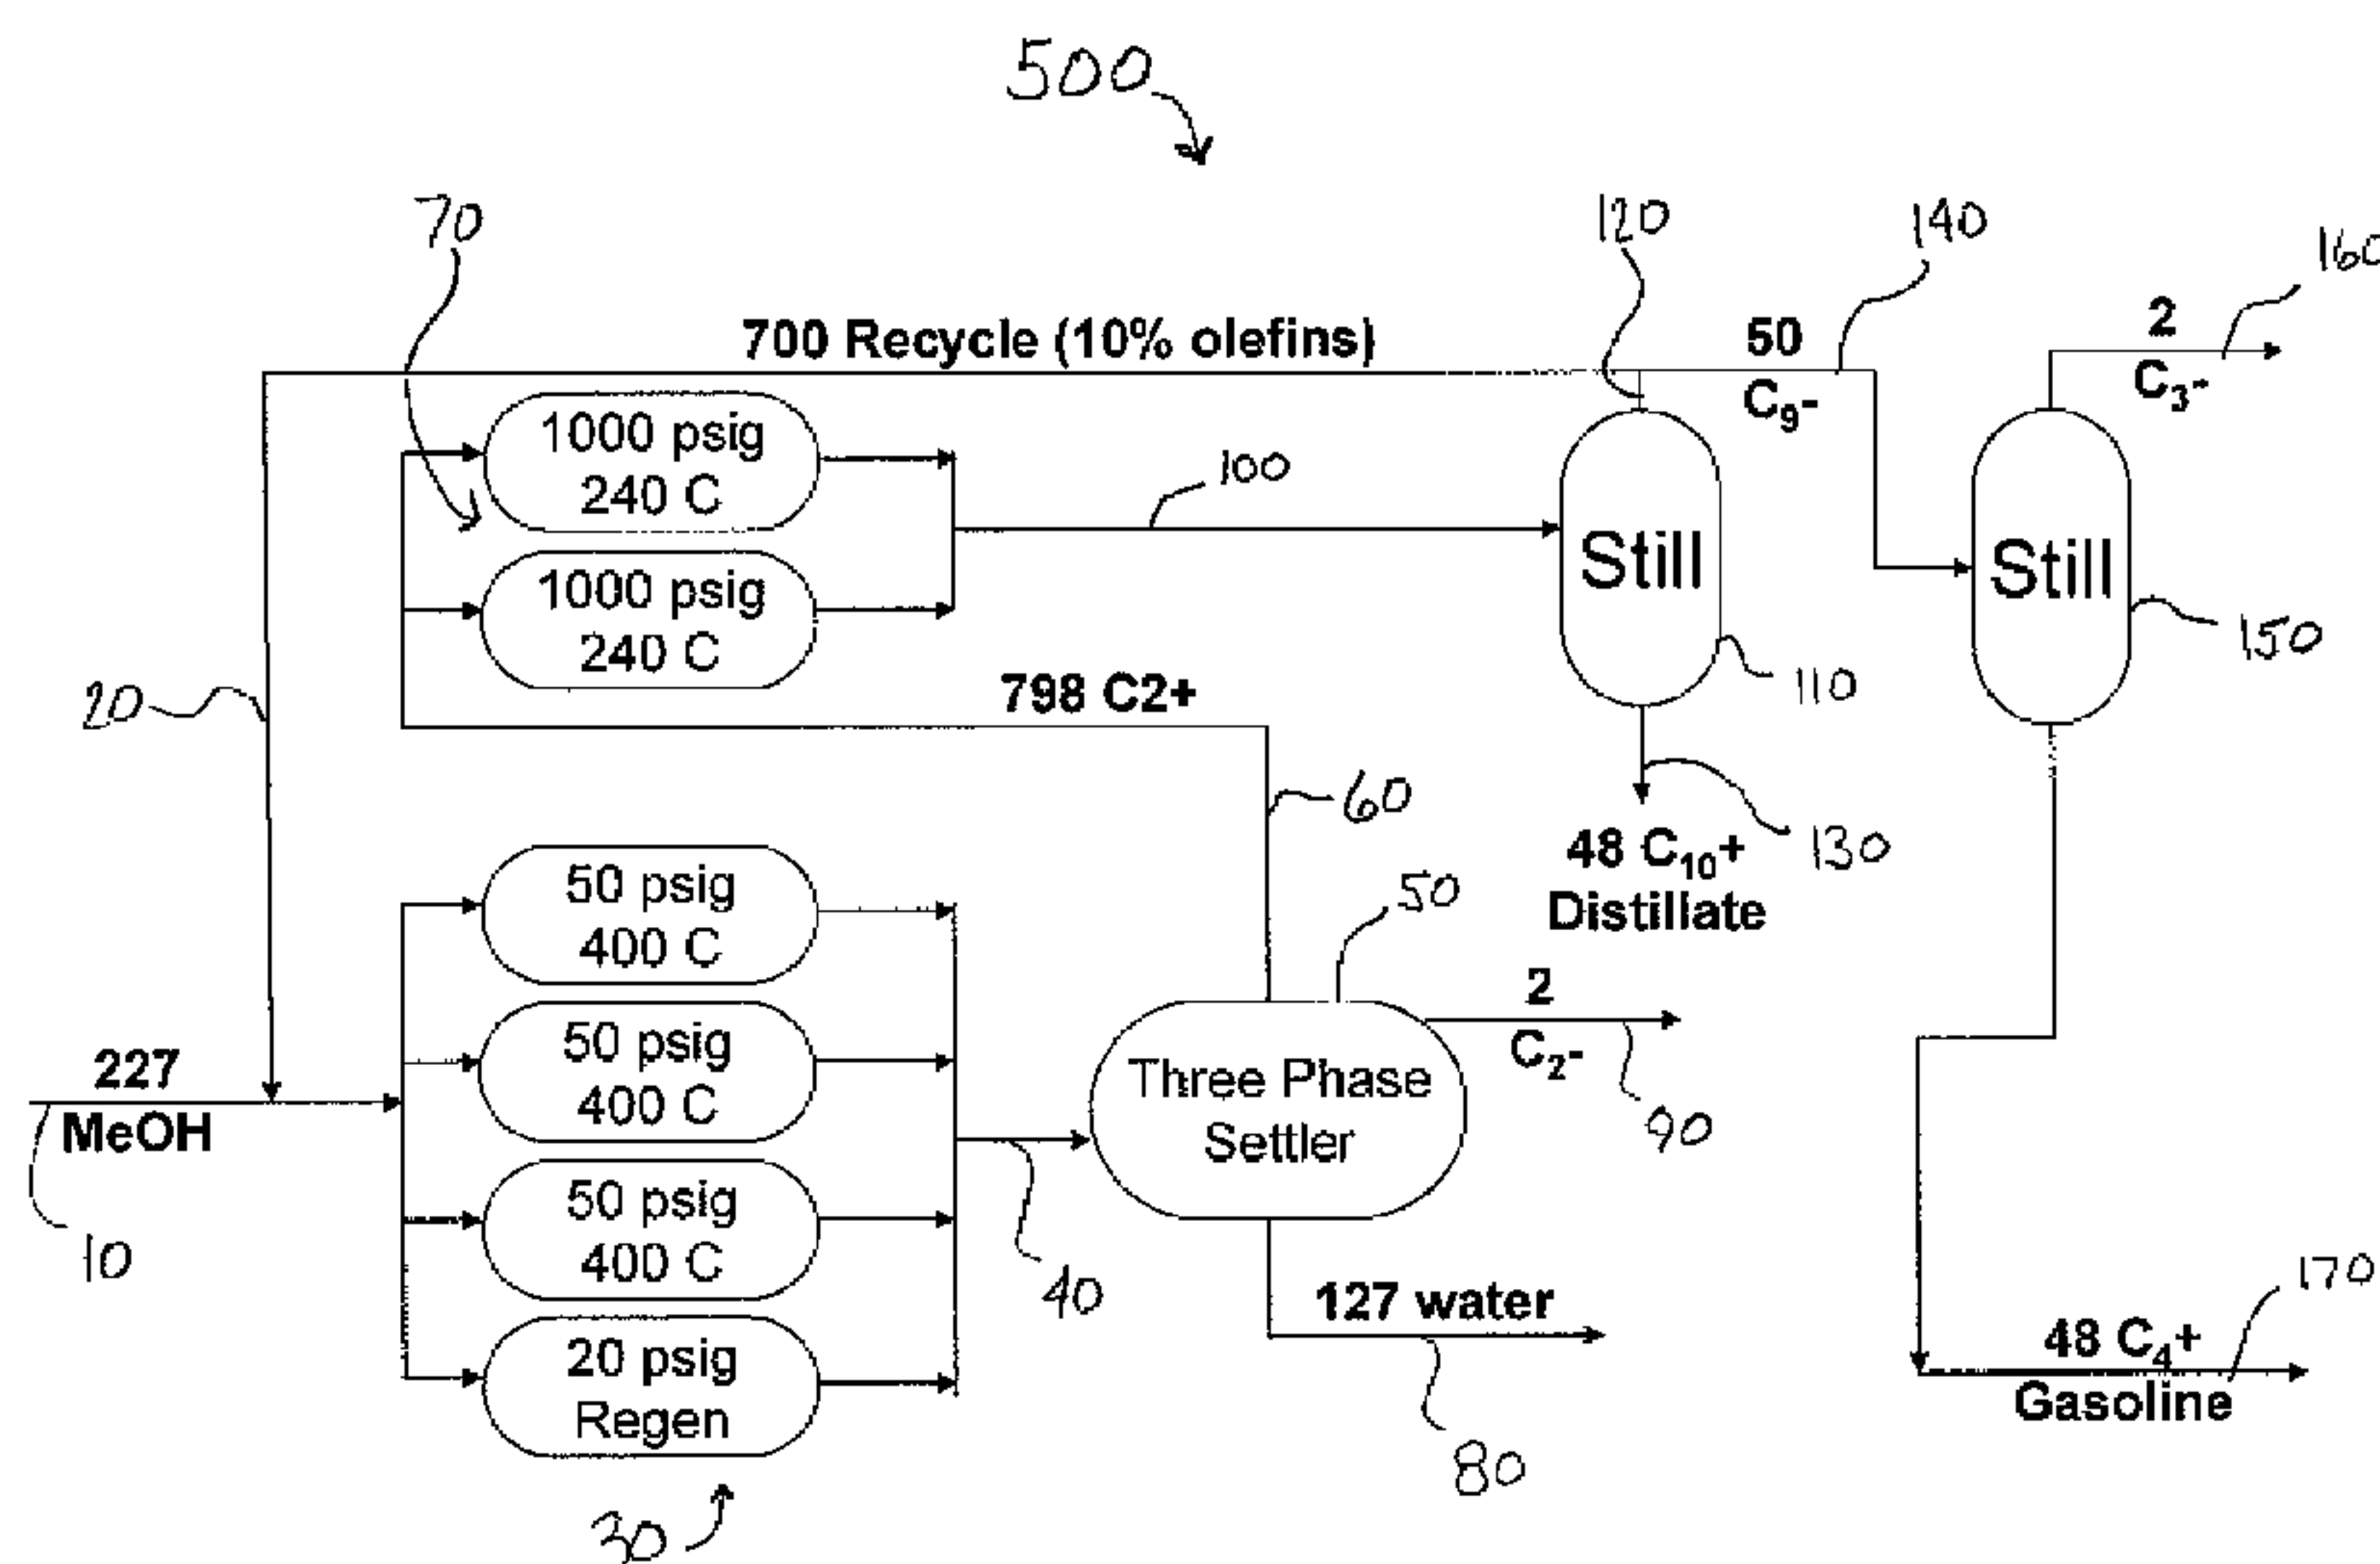 500
70
120
140
160
700 Recycle (10% olefins)
50
C9-
2
C3-
1000 psig
240 C
100
1000 psig
240 C
Still
Still
150
110
20
798 C2+
60
48 C10+
Distillate
130
50 psig
400 C
50
2
C2-
90
227
MeOH
10
50 psig
400 C
Three Phase
Settler
50 psig
400 C
40
127 water
80
20 psig
Regen
30
48 C4+
Gasoline
170